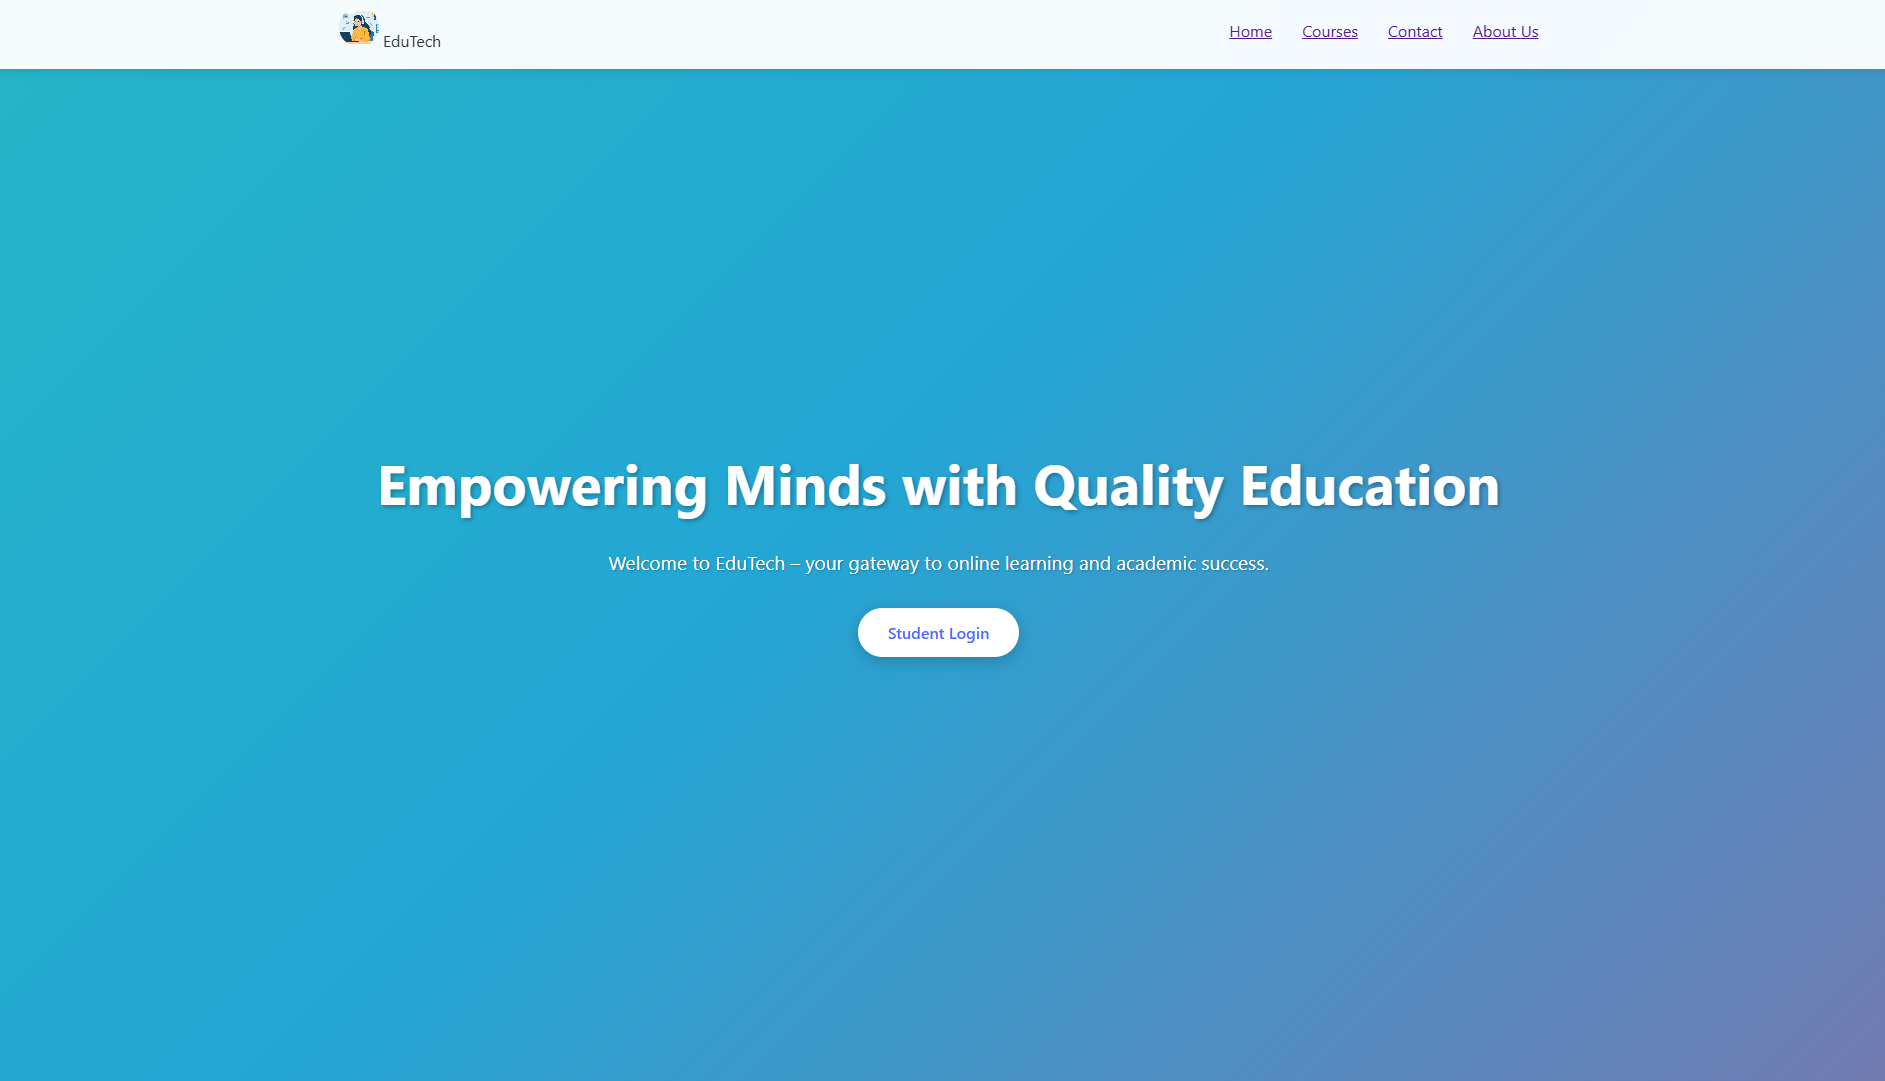 EduTech
Home Courses Contact About Us
Empowering Minds with Quality Education
Welcome to EduTech – your gateway to online learning and academic success.
Student Login